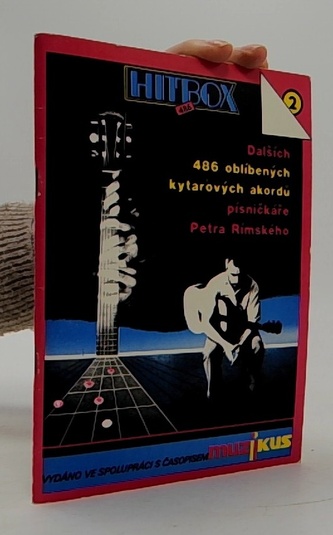 HITBOX
486
2
Dalších
486 oblíbených
kytarových akordů
písničkáře
Petra Rímského
VYDÁNO VE SPOLUPRÁCI S ČASOPISEM muzikus